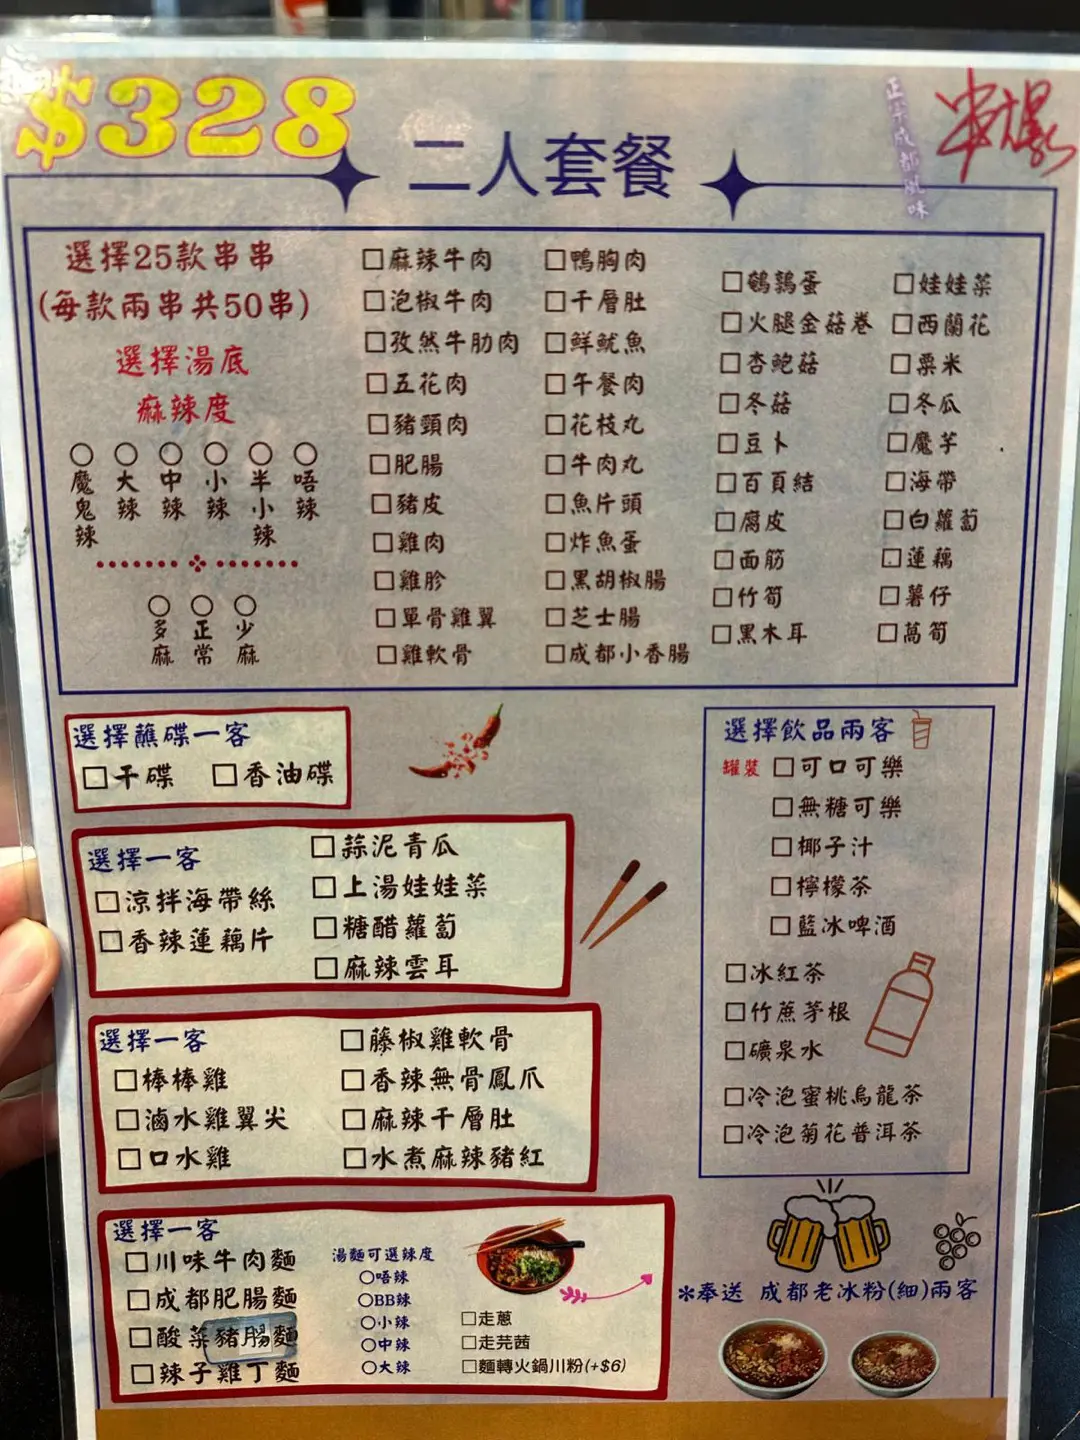 $328
二人套餐
正宗成都風味
串爆
選擇25款串串
(每款兩串共50串)
選擇湯底
麻辣度
○魔鬼辣
○大辣
○中辣
○小辣
○半小辣
○唔辣
○多麻
○正常
○少麻
□麻辣牛肉
□泡椒牛肉
□孜然牛肋肉
□五花肉
□豬頸肉
□肥腸
□豬皮
□雞肉
□雞胗
□單骨雞翼
□雞軟骨
□鴨胸肉
□千層肚
□鮮魷魚
□午餐肉
□花枝丸
□牛肉丸
□魚片頭
□炸魚蛋
□黑胡椒腸
□芝士腸
□成都小香腸
□鵪鶉蛋
□火腿金菇卷
□杏鮑菇
□冬菇
□豆卜
□百頁結
□腐皮
□面筋
□竹筍
□黑木耳
□娃娃菜
□西蘭花
□粟米
□冬瓜
□魔芋
□海帶
□白蘿蔔
□蓮藕
□薯仔
□萵筍
選擇蘸碟一客
□干碟 □香油碟
選擇一客
□涼拌海帶絲
□香辣蓮藕片
□蒜泥青瓜
□上湯娃娃菜
□糖醋蘿蔔
□麻辣雲耳
選擇一客
□棒棒雞
□滷水雞翼尖
□口水雞
□藤椒雞軟骨
□香辣無骨鳳爪
□麻辣千層肚
□水煮麻辣豬紅
選擇一客
□川味牛肉麵
□成都肥腸麵
□酸菜豬腸麵
□辣子雞丁麵
湯麵可選辣度
○唔辣
○BB辣
○小辣
○中辣
○大辣
□走蔥
□走芫茜
□麵轉火鍋川粉(+$6)
選擇飲品兩客
罐裝 □可口可樂
□無糖可樂
□椰子汁
□檸檬茶
□藍冰啤酒
□冰紅茶
□竹蔗茅根
□礦泉水
□冷泡蜜桃烏龍茶
□冷泡菊花普洱茶
*奉送 成都老冰粉(細)兩客